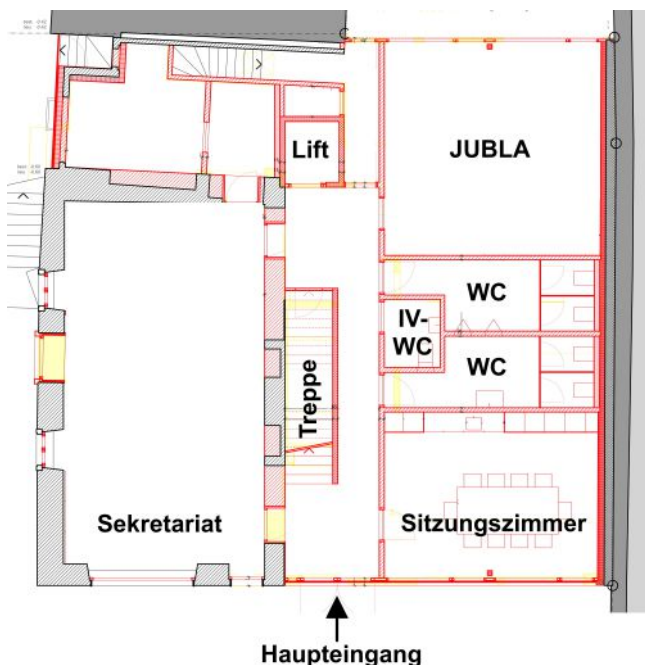 Lift
JUBLA
WC
IV-
WC
WC
Treppe
Sekretariat
Sitzungszimmer
Haupteingang